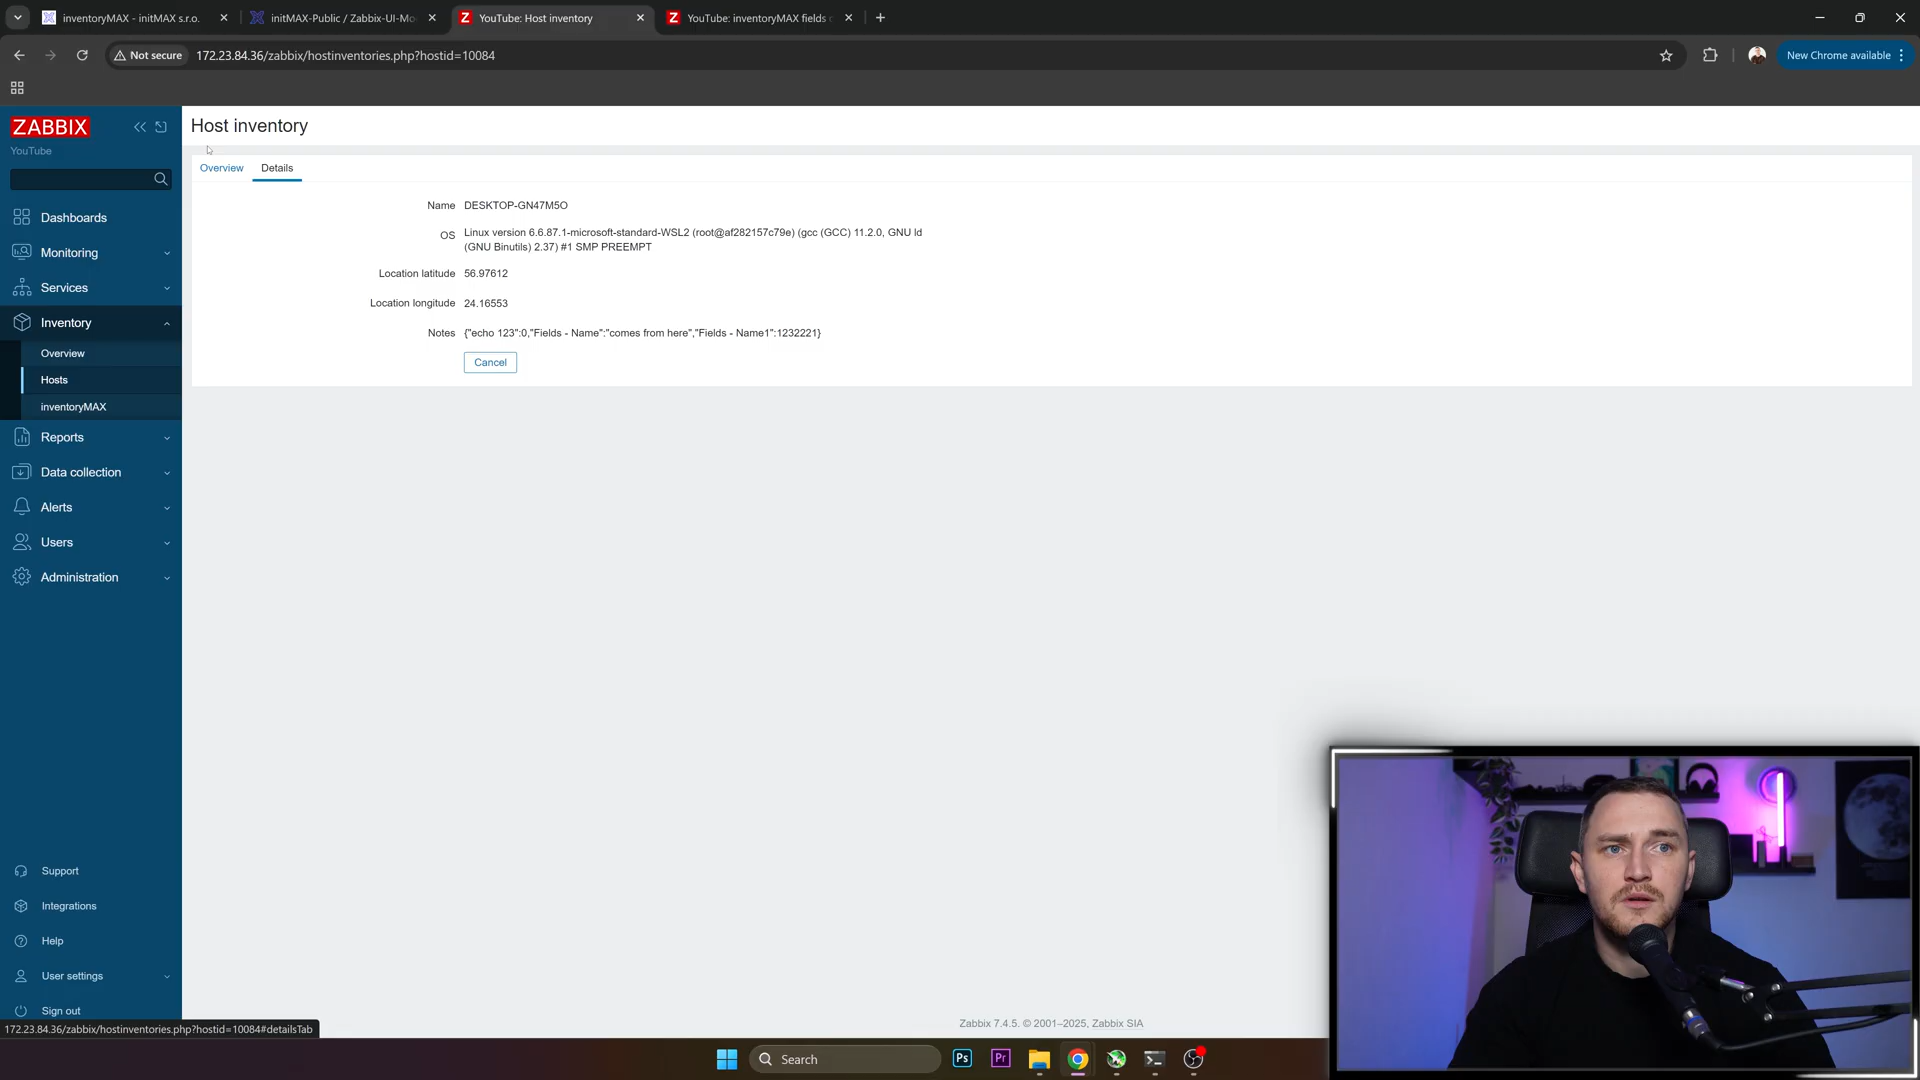 inventoryMAX - initMAX s.r.o.
initMAX-Public / Zabbix-UI-Mo
YouTube: Host inventory
YouTube: inventoryMAX fields
Not secure
172.23.84.36/zabbix/hostinventories.php?hostid=10084
New Chrome available
ZABBIX
YouTube
Dashboards
Monitoring
Services
Inventory
Overview
Hosts
inventoryMAX
Reports
Data collection
Alerts
Users
Administration
Support
Integrations
Help
User settings
Sign out
Host inventory
Overview
Details
Name DESKTOP-GN47M5O
OS Linux version 6.6.87.1-microsoft-standard-WSL2 (root@af282157c79e) (gcc (GCC) 11.2.0, GNU ld
(GNU Binutils) 2.37) #1 SMP PREEMPT
Location latitude 56.97612
Location longitude 24.16553
Notes {"echo 123":0,"Fields - Name":"comes from here","Fields - Name1":1232221}
Cancel
Zabbix 7.4.5. © 2001–2025, Zabbix SIA
172.23.84.36/zabbix/hostinventories.php?hostid=10084#detailsTab
Search
Ps
Pr